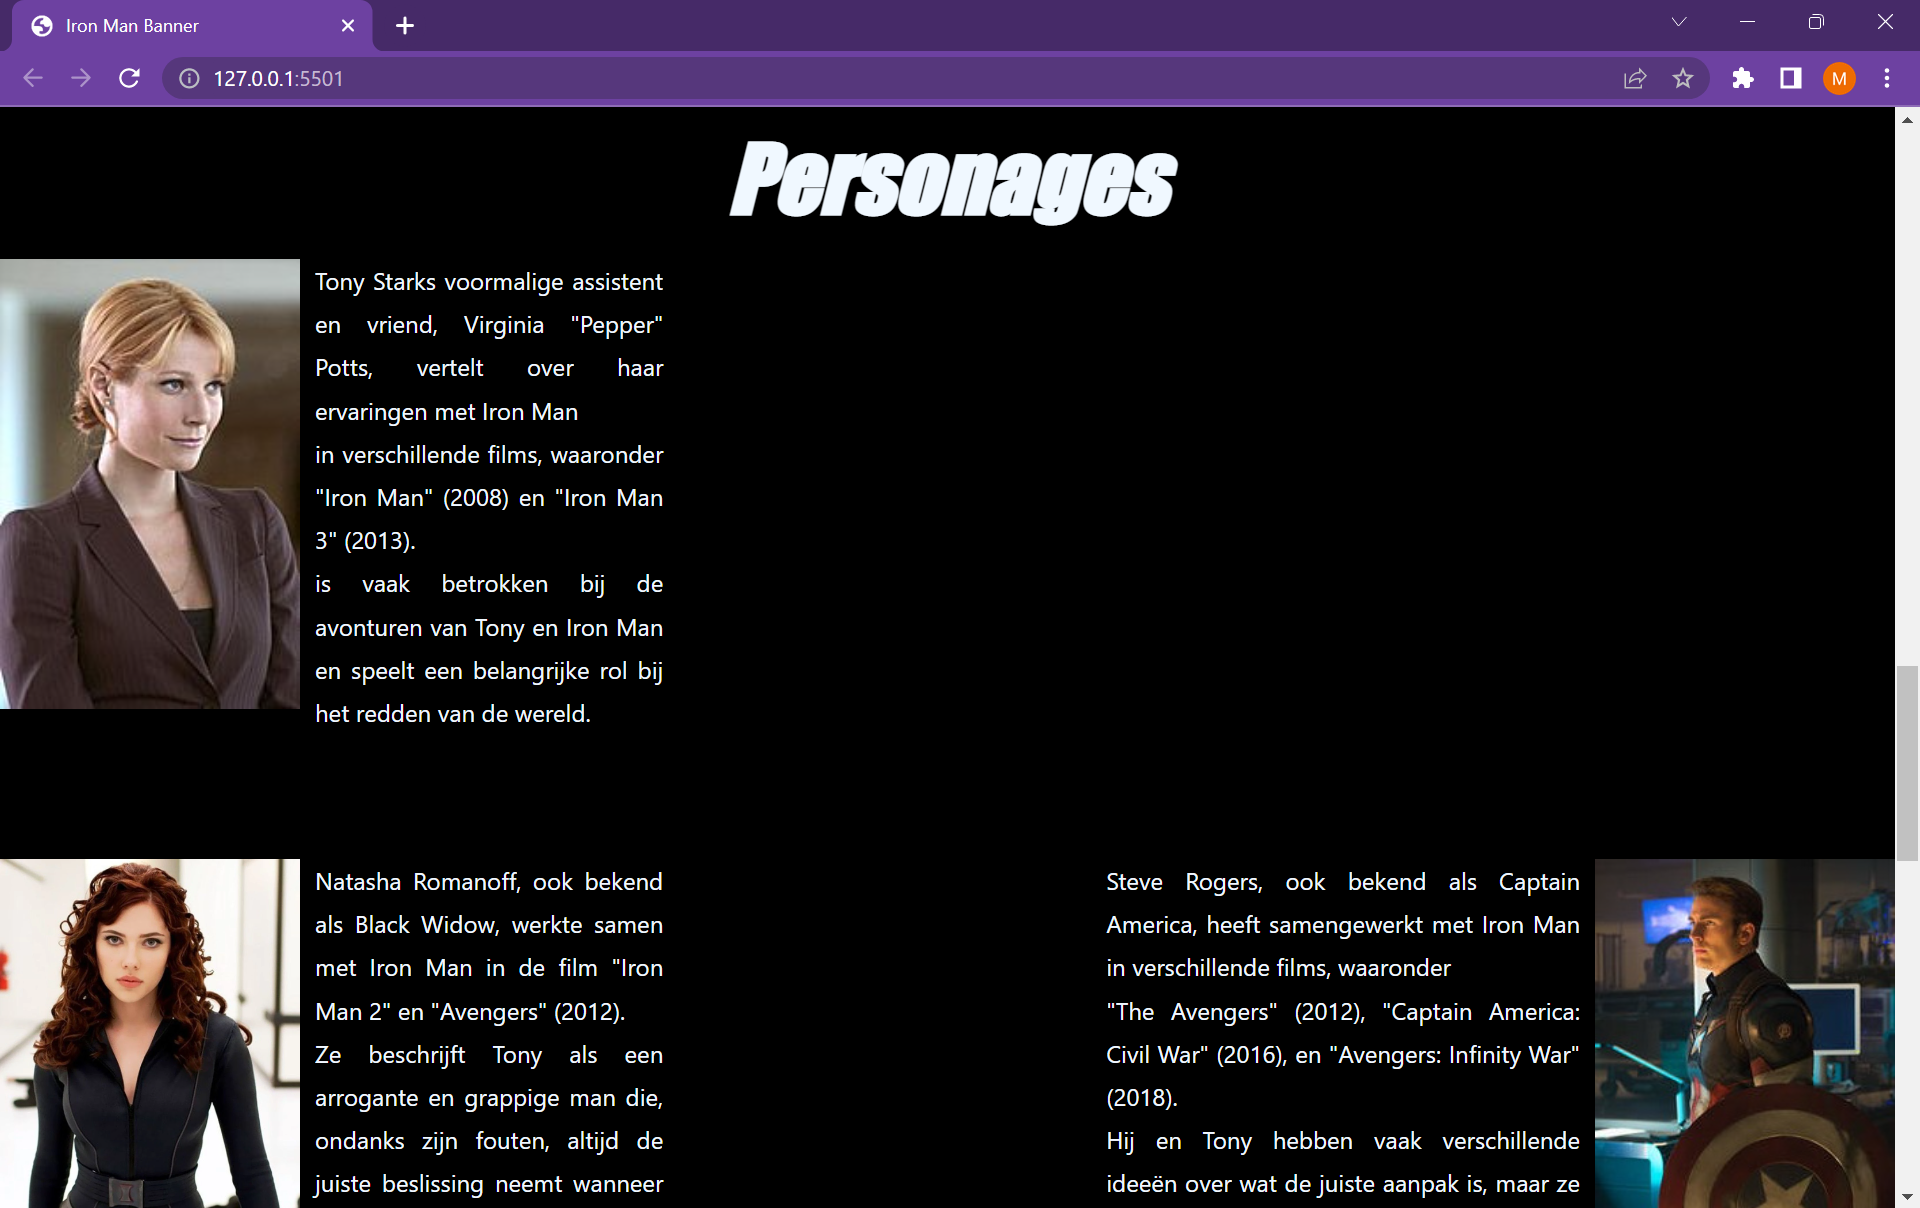 Iron Man Banner
127.0.0.1:5501
M
Personages
Tony Starks voormalige assistent
en vriend, Virginia "Pepper"
Potts, vertelt over haar
ervaringen met Iron Man
in verschillende films, waaronder
"Iron Man" (2008) en "Iron Man
3" (2013).
is vaak betrokken bij de
avonturen van Tony en Iron Man
en speelt een belangrijke rol bij
het redden van de wereld.
Natasha Romanoff, ook bekend
als Black Widow, werkte samen
met Iron Man in de film "Iron
Man 2" en "Avengers" (2012).
Ze beschrijft Tony als een
arrogante en grappige man die,
ondanks zijn fouten, altijd de
juiste beslissing neemt wanneer
Steve Rogers, ook bekend als Captain
America, heeft samengewerkt met Iron Man
in verschillende films, waaronder
"The Avengers" (2012), "Captain America:
Civil War" (2016), en "Avengers: Infinity War"
(2018).
Hij en Tony hebben vaak verschillende
ideeën over wat de juiste aanpak is, maar ze